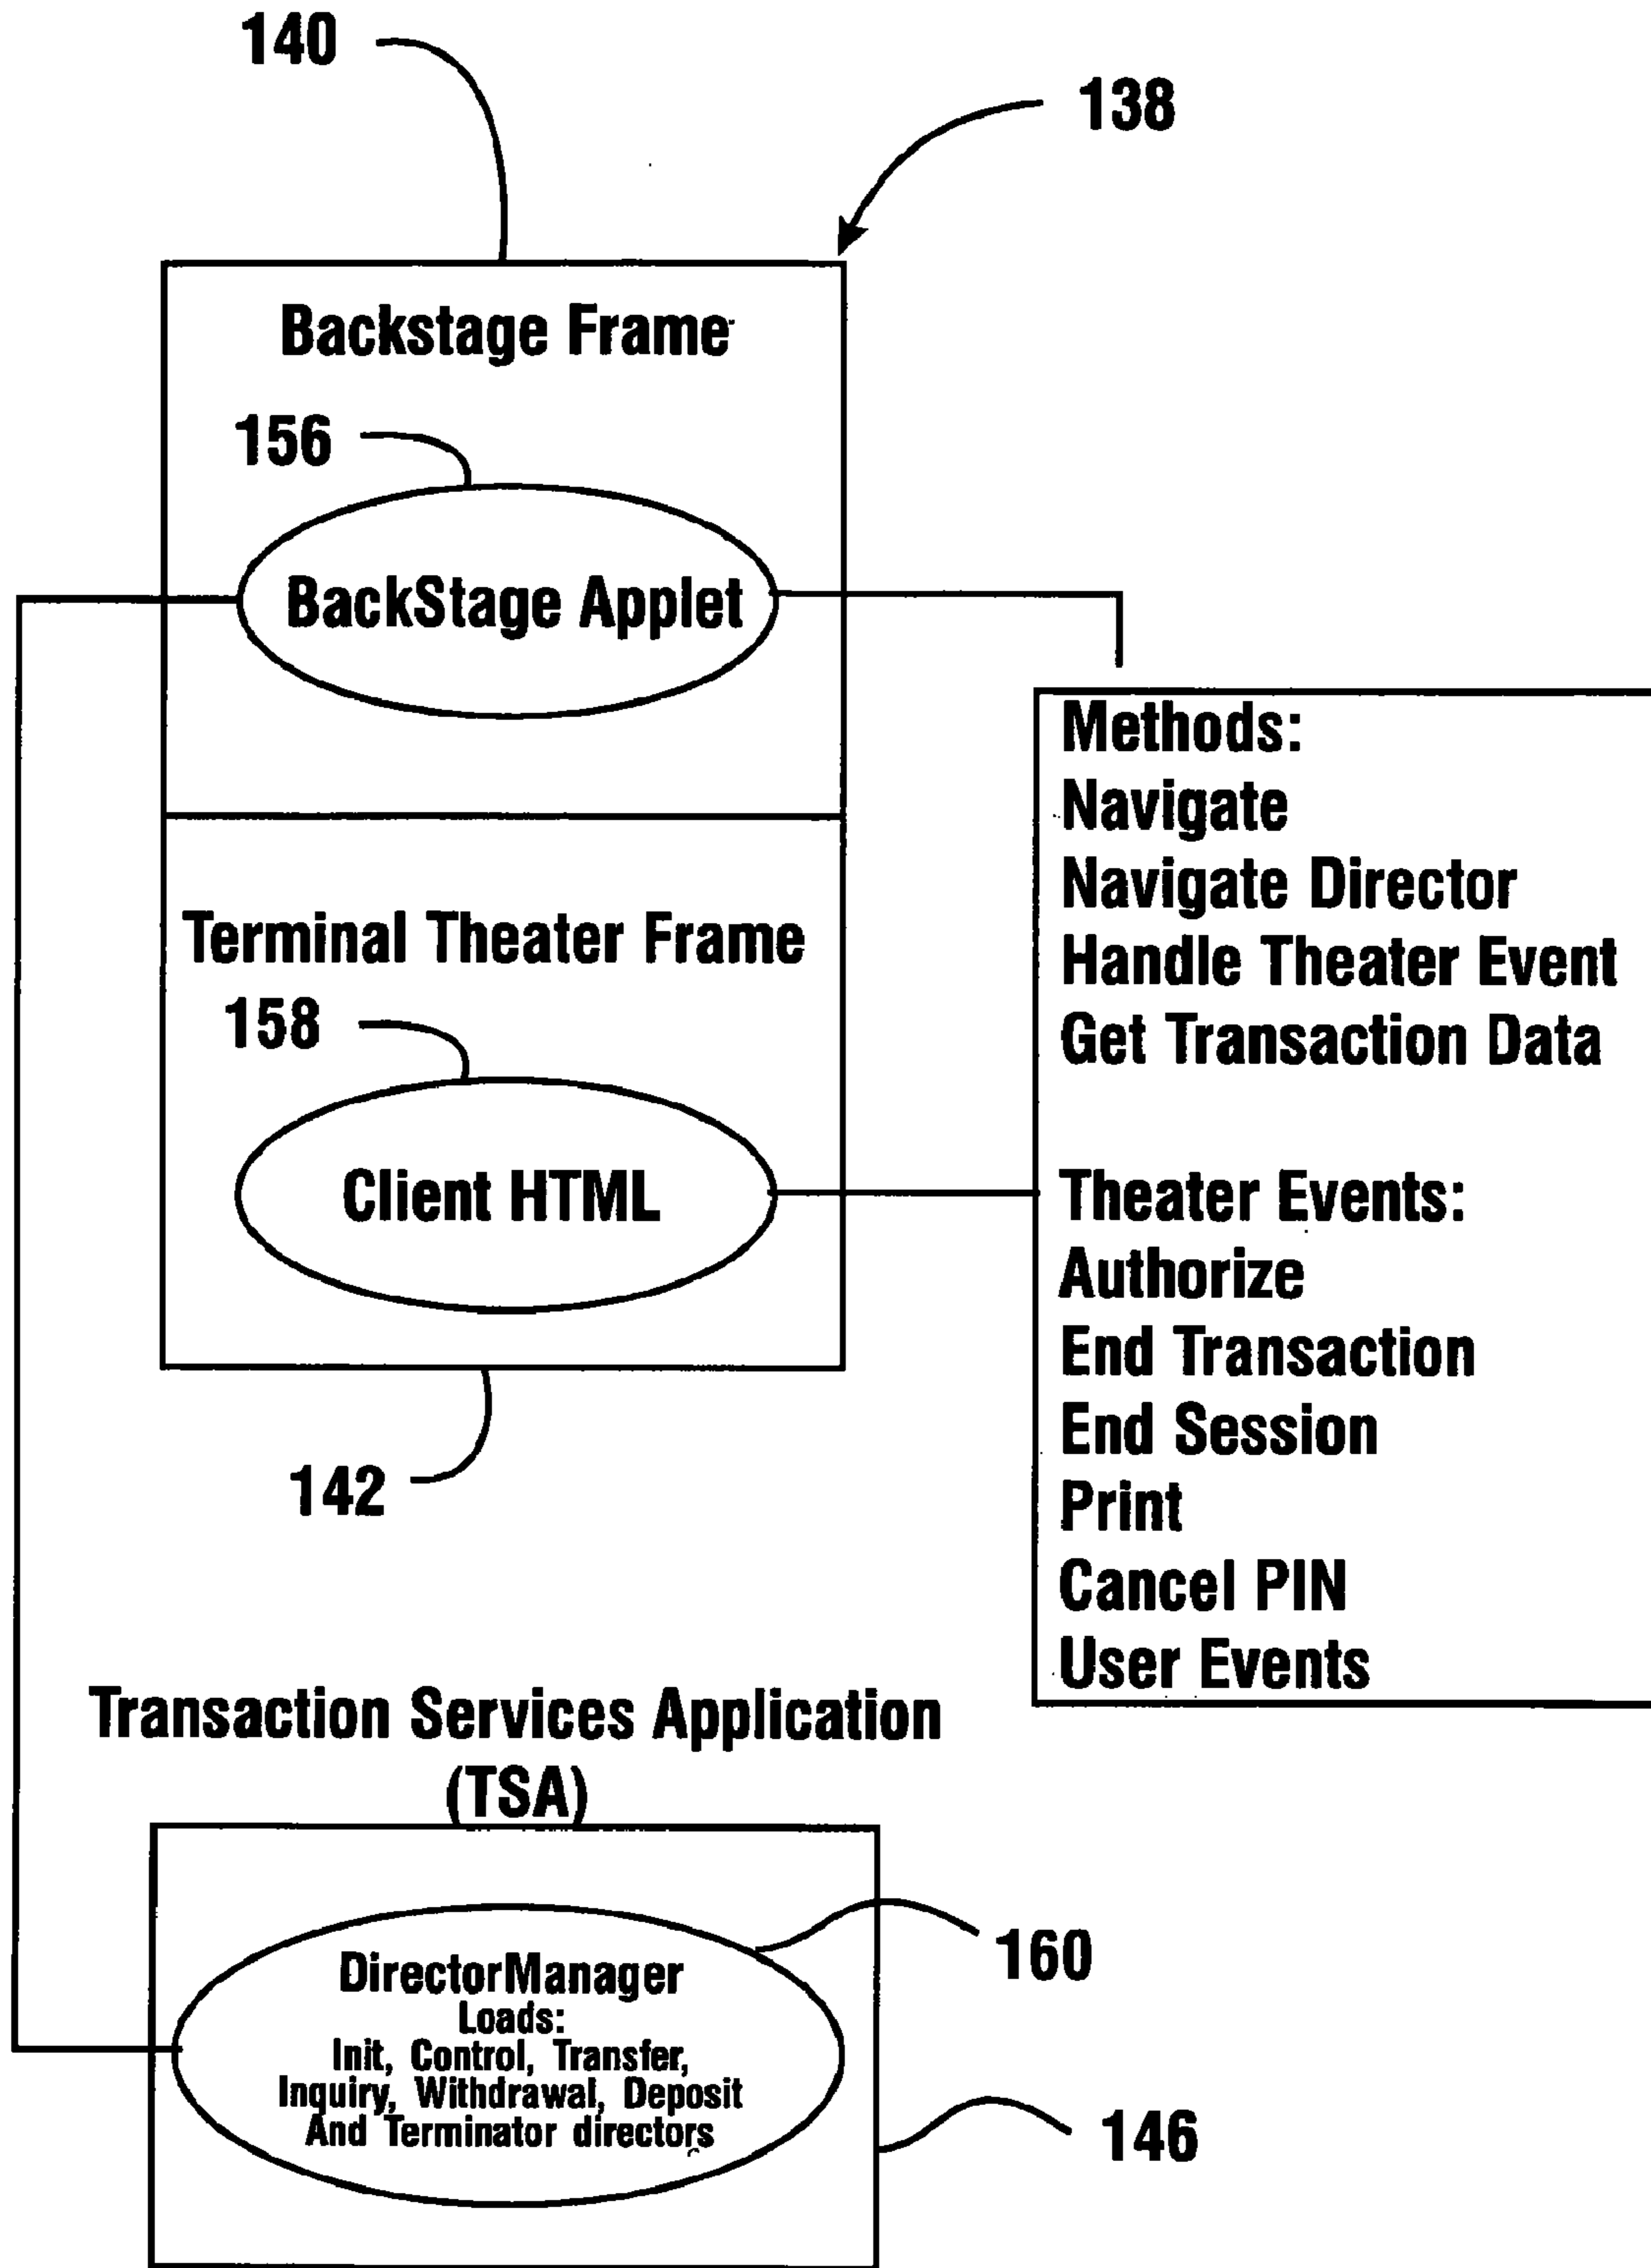 140
138
Backstage Frame
156
BackStage Applet
Methods:
Navigate
Navigate Director
Handle Theater Event
Get Transaction Data
Theater Events:
Authorize
End Transaction
End Session
Print
Cancel PIN
User Events
Terminal Theater Frame
158
Client HTML
142
Transaction Services Application
(TSA)
DirectorManager
Loads:
Init, Control, Transfer,
Inquiry, Withdrawal, Deposit
And Terminator directors
160
146